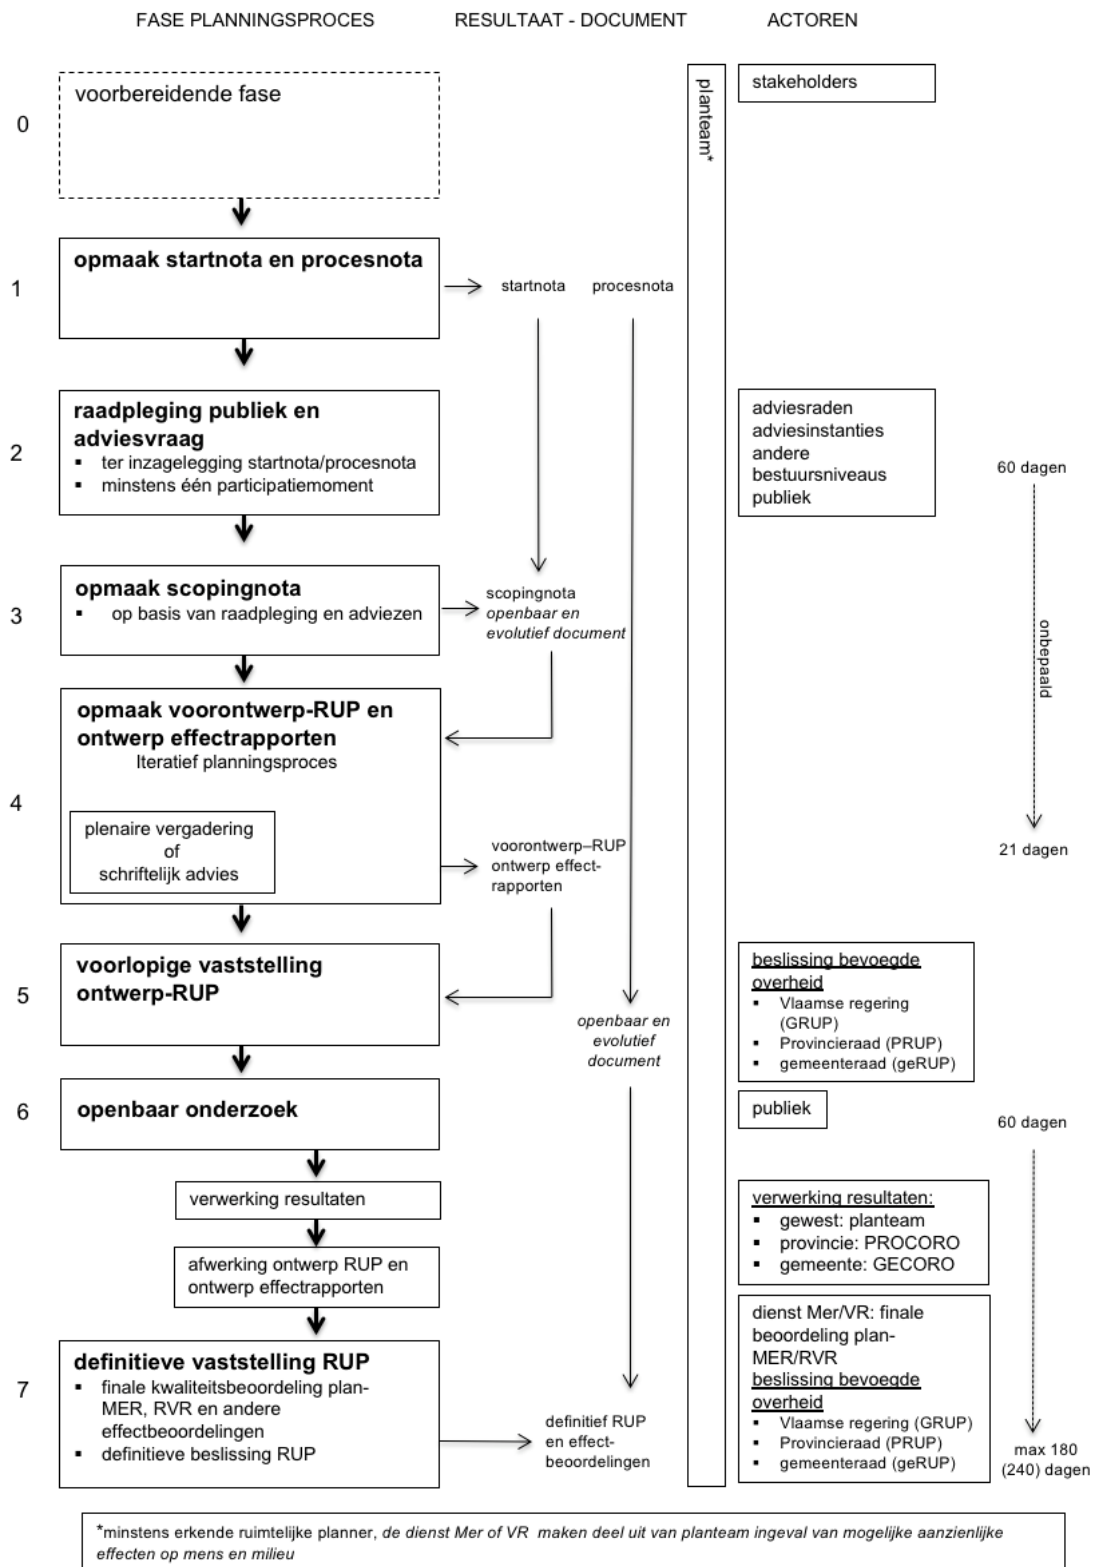 FASE PLANNINGSPROCES
RESULTAAT - DOCUMENT
ACTOREN
0
voorbereidende fase
planteam*
stakeholders
1
opmaak startnota en procesnota
startnota
procesnota
2
raadpleging publiek en
adviesvraag
▪ ter inzagelegging startnota/procesnota
▪ minstens één participatiemoment
adviesraden
adviesinstanties
andere
bestuursniveaus
publiek
60 dagen
3
opmaak scopingnota
▪ op basis van raadpleging en adviezen
scopingnota
openbaar en
evolutief document
onbepaald
4
opmaak voorontwerp-RUP en
ontwerp effectrapporten
Iteratief planningsproces
plenaire vergadering
of
schriftelijk advies
voorontwerp–RUP
ontwerp effect-
rapporten
21 dagen
5
voorlopige vaststelling
ontwerp-RUP
openbaar en
evolutief
document
beslissing bevoegde
overheid
▪ Vlaamse regering
(GRUP)
▪ Provincieraad (PRUP)
▪ gemeenteraad (geRUP)
6
openbaar onderzoek
publiek
60 dagen
verwerking resultaten
verwerking resultaten:
▪ gewest: planteam
▪ provincie: PROCORO
▪ gemeente: GECORO
afwerking ontwerp RUP en
ontwerp effectrapporten
7
definitieve vaststelling RUP
▪ finale kwaliteitsbeoordeling plan-
MER, RVR en andere
effectbeoordelingen
▪ definitieve beslissing RUP
definitief RUP
en effect-
beoordelingen
dienst Mer/VR: finale
beoordeling plan-
MER/RVR
beslissing bevoegde
overheid
▪ Vlaamse regering (GRUP)
▪ Provincieraad (PRUP)
▪ gemeenteraad (geRUP)
max 180
(240) dagen
*minstens erkende ruimtelijke planner, de dienst Mer of VR maken deel uit van planteam ingeval van mogelijke aanzienlijke
effecten op mens en milieu